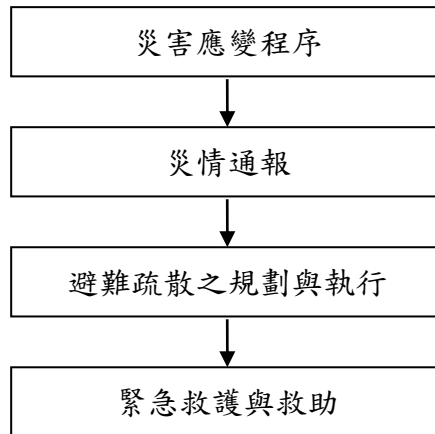 災害應變程序
災情通報
避難疏散之規劃與執行
緊急救護與救助